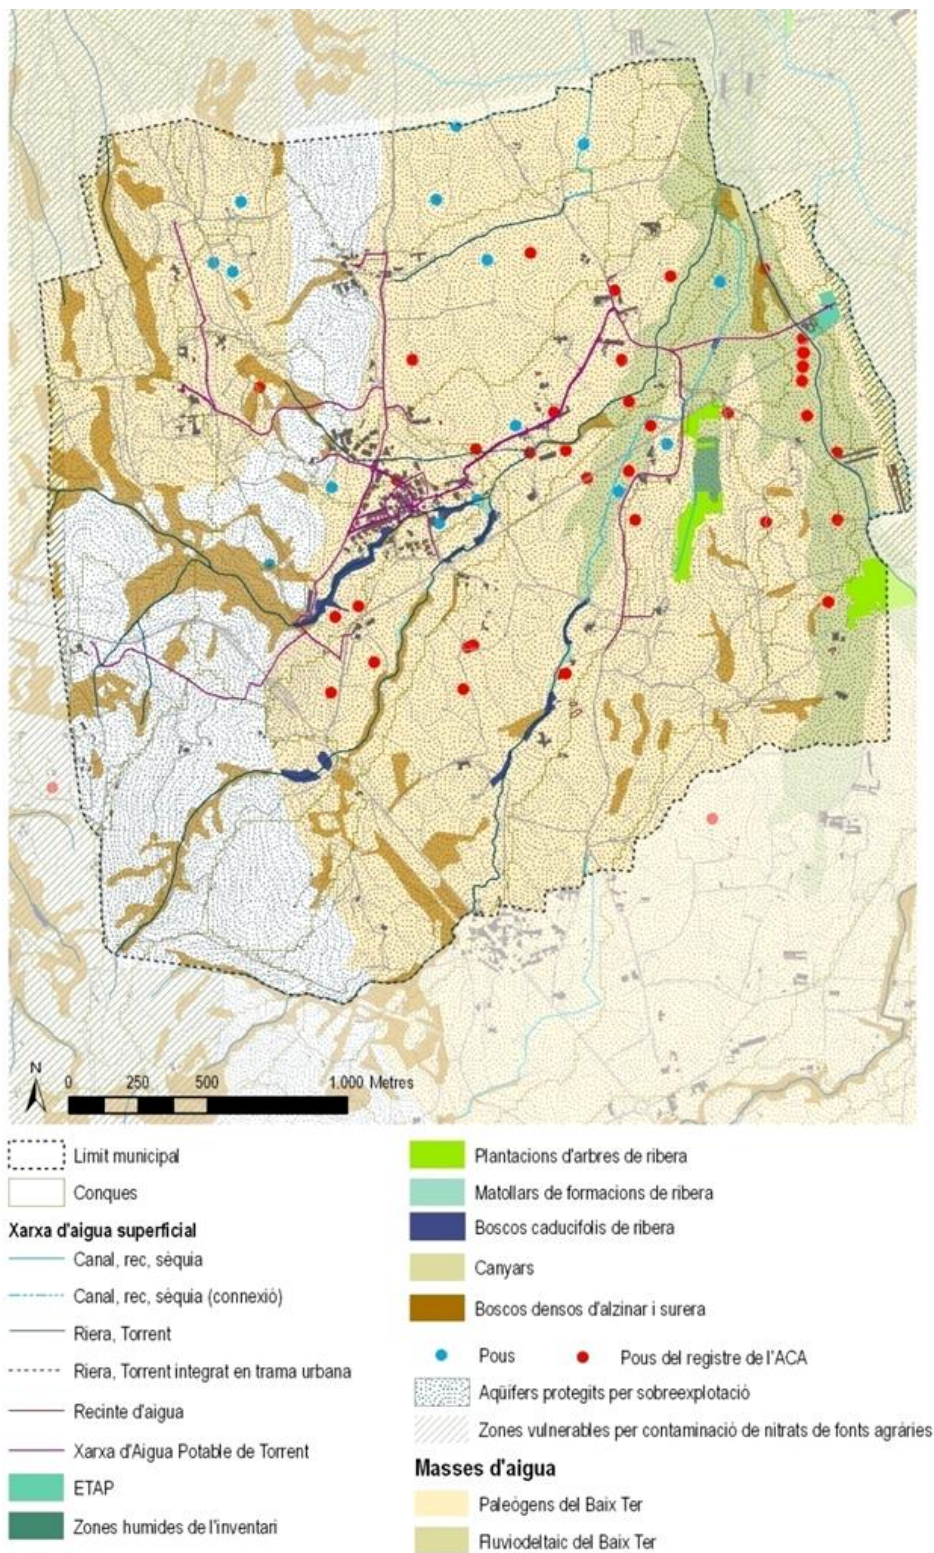 N
0 250 500 1.000 Metres
Límit municipal
Conques
Xarxa d'aigua superficial
Canal, rec, sèquia
Canal, rec, sèquia (connexió)
Riera, Torrent
Riera, Torrent integrat en trama urbana
Recinte d'aigua
Xarxa d'Aigua Potable de Torrent
ETAP
Zones humides de l'inventari
Plantacions d'arbres de ribera
Matollars de formacions de ribera
Boscos caducifolis de ribera
Canyars
Boscos densos d'alzinar i surera
Pous
Pous del registre de l'ACA
Aqüífers protegits per sobreexplotació
Zones vulnerables per contaminació de nitrats de fonts agràries
Masses d'aigua
Paleògens del Baix Ter
Fluviodeltaic del Baix Ter